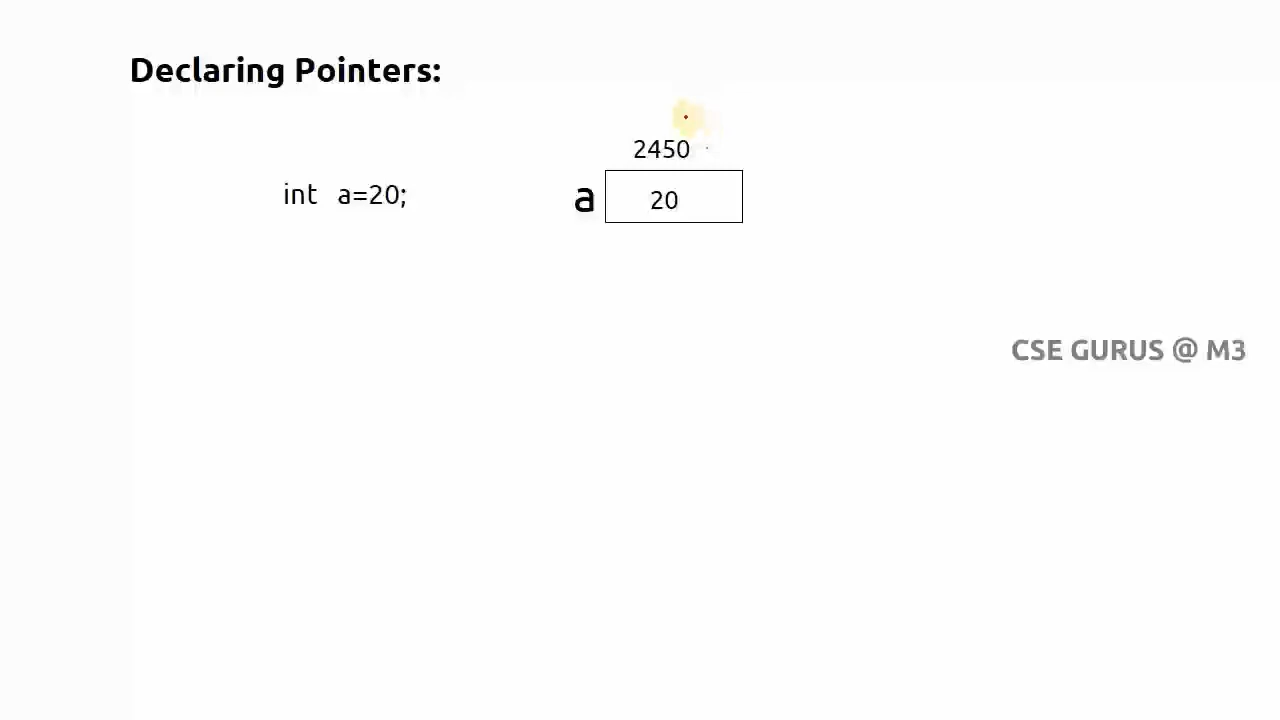 Declaring Pointers:
2450
int a=20;
a
20
CSE GURUS @ M3